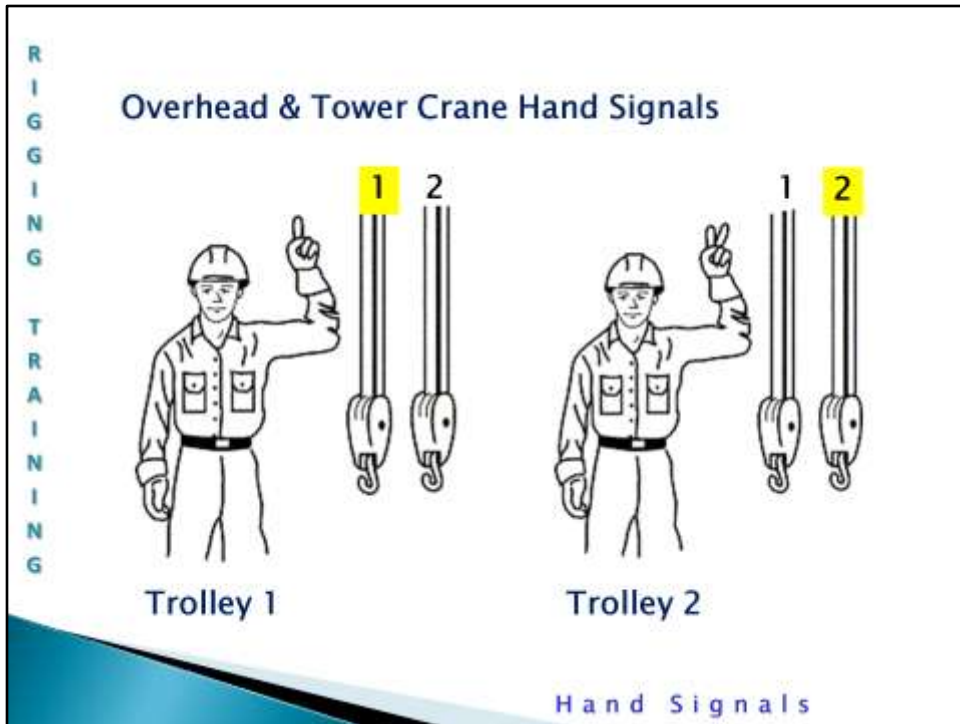 RIGGING TRAINING
Overhead & Tower Crane Hand Signals
1 2
1 2
Trolley 1
Trolley 2
Hand Signals